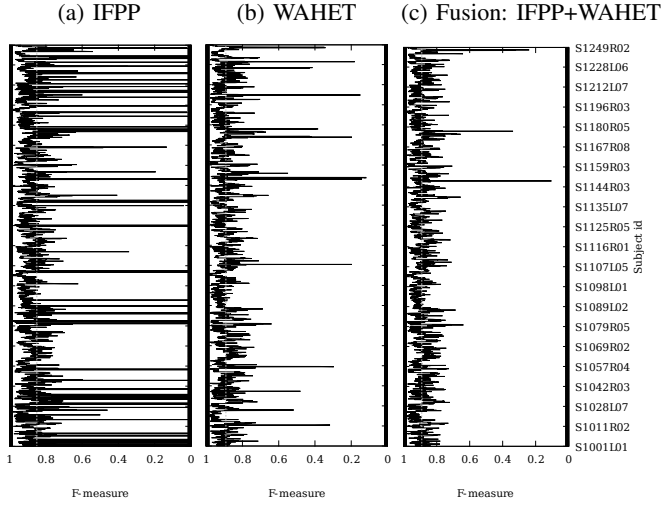 (a) IFPP (b) WAHET (c) Fusion: IFPP+WAHET
S1249R02
S1228L06
S1212L07
S1196R03
S1180R05
S1167R08
S1159R03
S1144R03
S1135L07
S1125R05
S1116R01
S1107L05
S1098L01
S1089L02
S1079R05
S1069R02
S1057R04
S1042R03
S1028L07
S1011R02
S1001L01
Subject id
1 0.8 0.6 0.4 0.2 0 1 0.8 0.6 0.4 0.2 0 1 0.8 0.6 0.4 0.2 0
F-measure F-measure F-measure